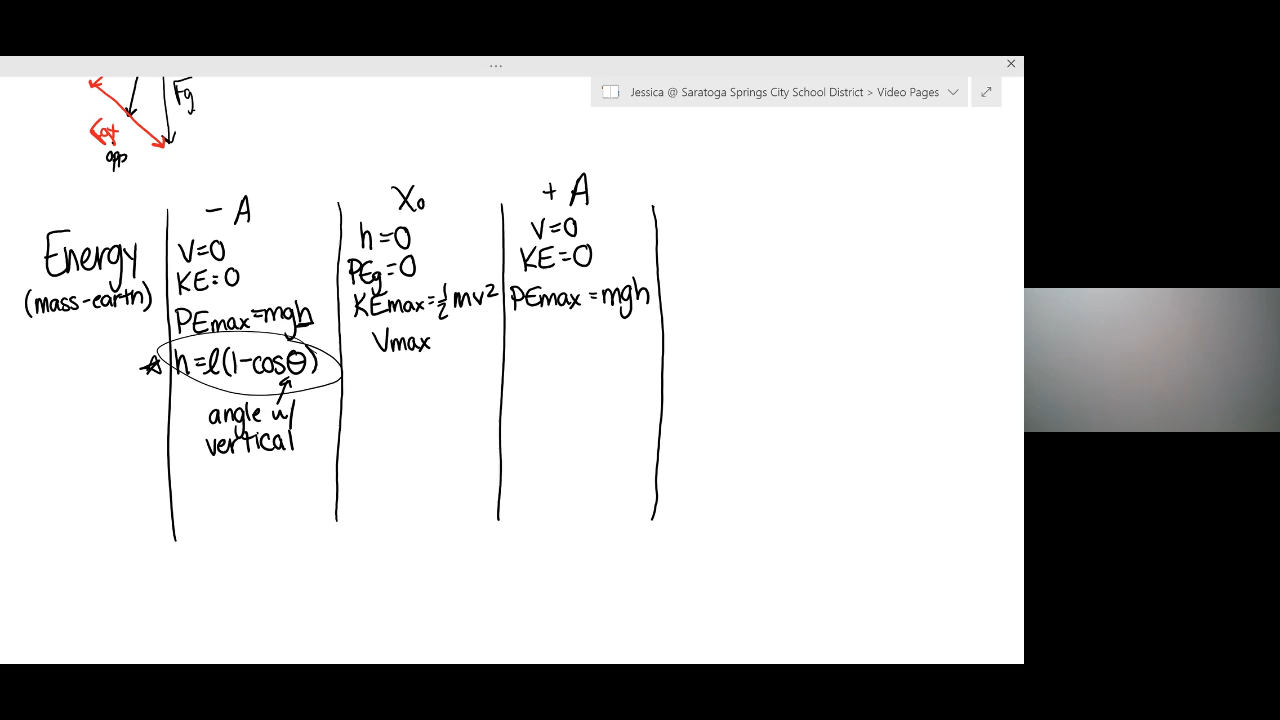 Jessica @ Saratoga Springs City School District > Video Pages
Fg
Fgx
opp
Energy
(mass-earth)
- A
V=0
KE=0
PEmax=mgh
h=ℓ(1-cosθ)
angle w/
vertical
X₀
h=0
PEg=0
KEmax=½mv²
Vmax
+ A
V=0
KE=0
PEmax=mgh